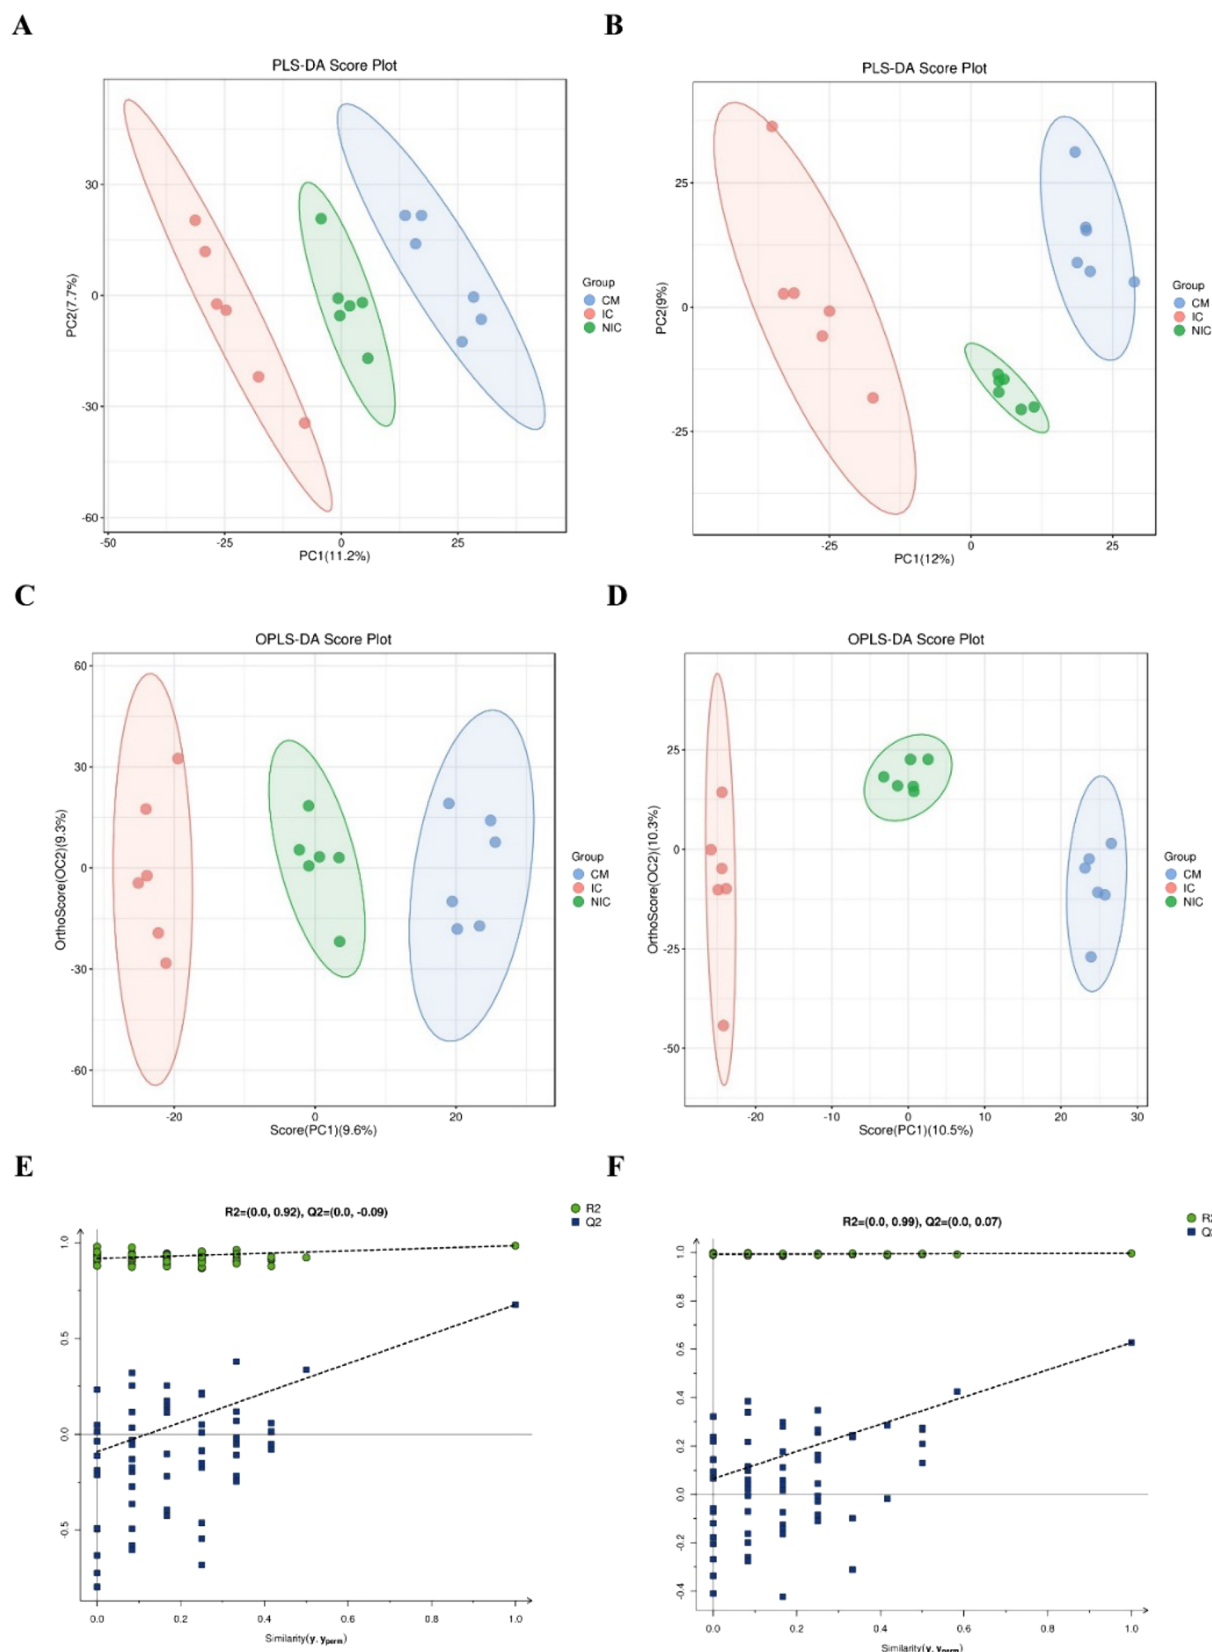 A
B
PLS-DA Score Plot
PC2(7.7%)
30
0
-30
-60
-50
-25
0
25
PC1(11.2%)
Group
CM
IC
NIC
PLS-DA Score Plot
PC2(9%)
25
0
-25
-25
0
25
PC1(12%)
Group
CM
IC
NIC
C
D
OPLS-DA Score Plot
OrthoScore(OC2)(9.3%)
60
30
0
-30
-60
-20
0
20
Score(PC1)(9.6%)
Group
CM
IC
NIC
OPLS-DA Score Plot
OrthoScore(OC2)(10.3%)
25
0
-25
-50
-20
-10
0
10
20
30
Score(PC1)(10.5%)
Group
CM
IC
NIC
E
F
R2=(0.0, 0.92), Q2=(0.0, -0.09)
R2
Q2
1.0
0.5
0.0
-0.5
0.0
0.2
0.4
0.6
0.8
1.0
Similarity(y, yperm)
R2=(0.0, 0.99), Q2=(0.0, 0.07)
1.0
0.8
0.6
0.4
0.2
0.0
-0.2
-0.4
0.0
0.2
0.4
0.6
0.8
1.0
Similarity(y, yperm)